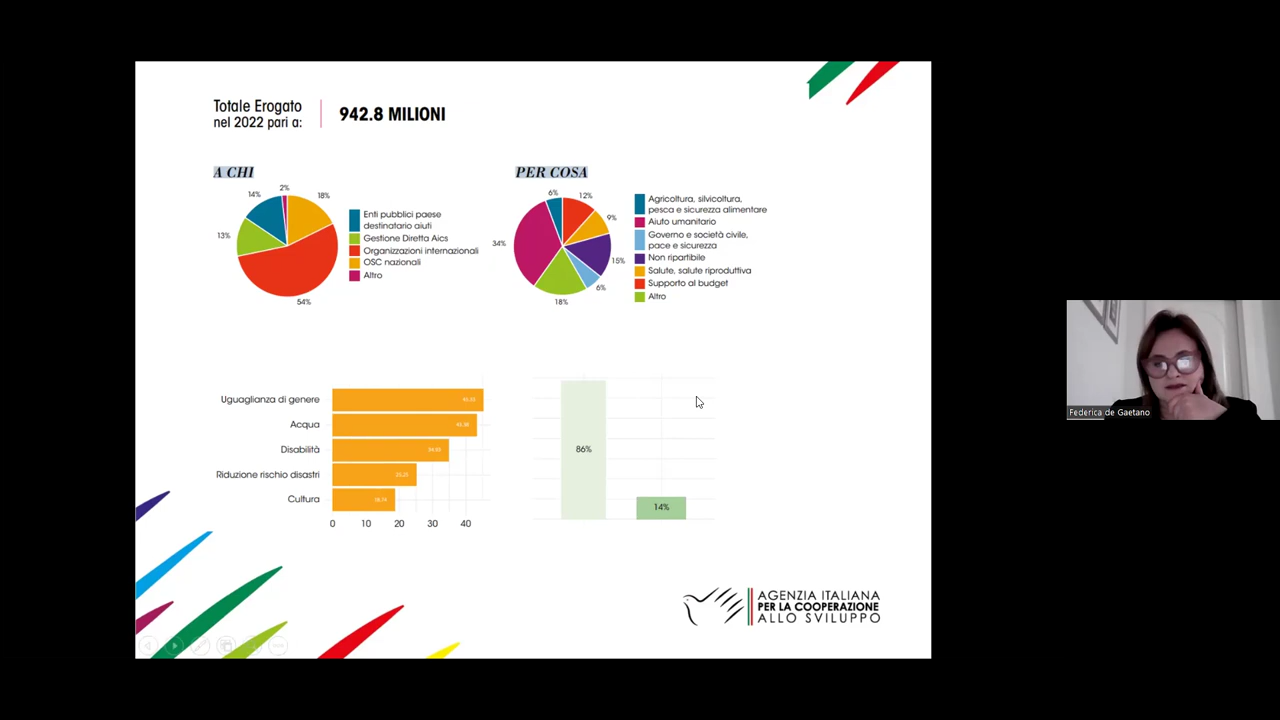 Totale Erogato
nel 2022 pari a:
942.8 MILIONI
A CHI
2%
14%
18%
13%
54%
Enti pubblici paese
destinatario aiuti
Gestione Diretta Aics
Organizzazioni internazionali
OSC nazionali
Altro
PER COSA
6%
12%
9%
34%
15%
6%
18%
Agricoltura, silvicoltura,
pesca e sicurezza alimentare
Aiuto umanitario
Governo e società civile,
pace e sicurezza
Non ripartibile
Salute, salute riproduttiva
Supporto al budget
Altro
Uguaglianza di genere
Acqua
Disabilità
Riduzione rischio disastri
Cultura
0 10 20 30 40
86%
14%
AGENZIA ITALIANA
PER LA COOPERAZIONE
ALLO SVILUPPO
Federica de Gaetano